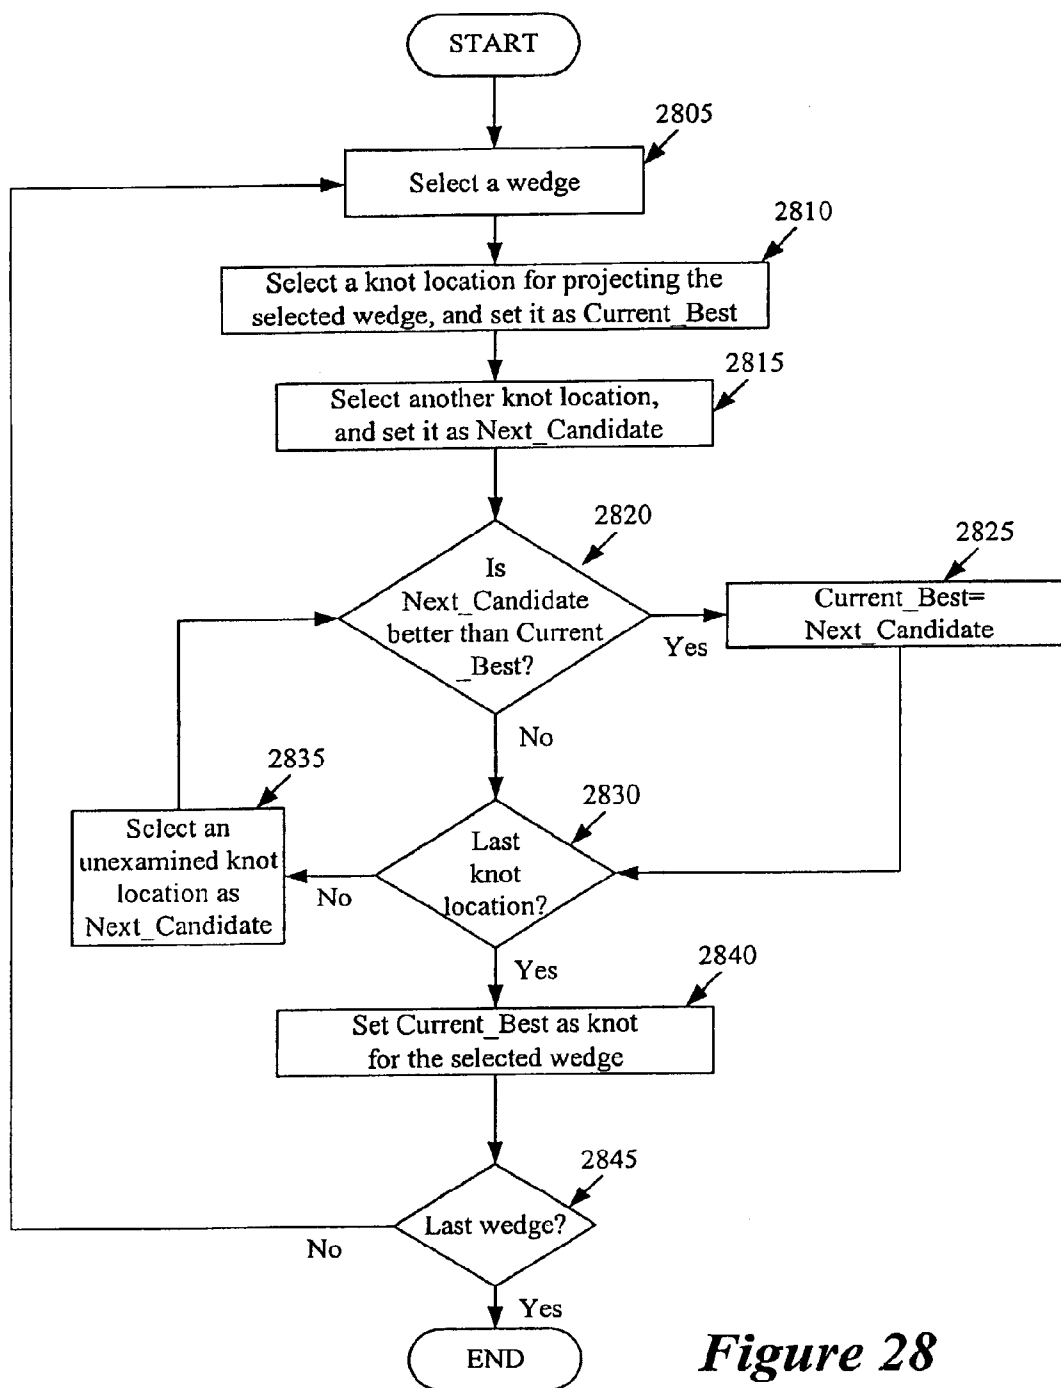 START
2805
Select a wedge
2810
Select a knot location for projecting the
selected wedge, and set it as Current_Best
2815
Select another knot location,
and set it as Next_Candidate
2820
Is
Next_Candidate
better than Current
_Best?
Yes
2825
Current_Best=
Next_Candidate
No
2835
Select an
unexamined knot
location as
Next_Candidate
2830
Last
knot
location?
No
Yes
2840
Set Current_Best as knot
for the selected wedge
2845
Last wedge?
No
Yes
END
Figure 28